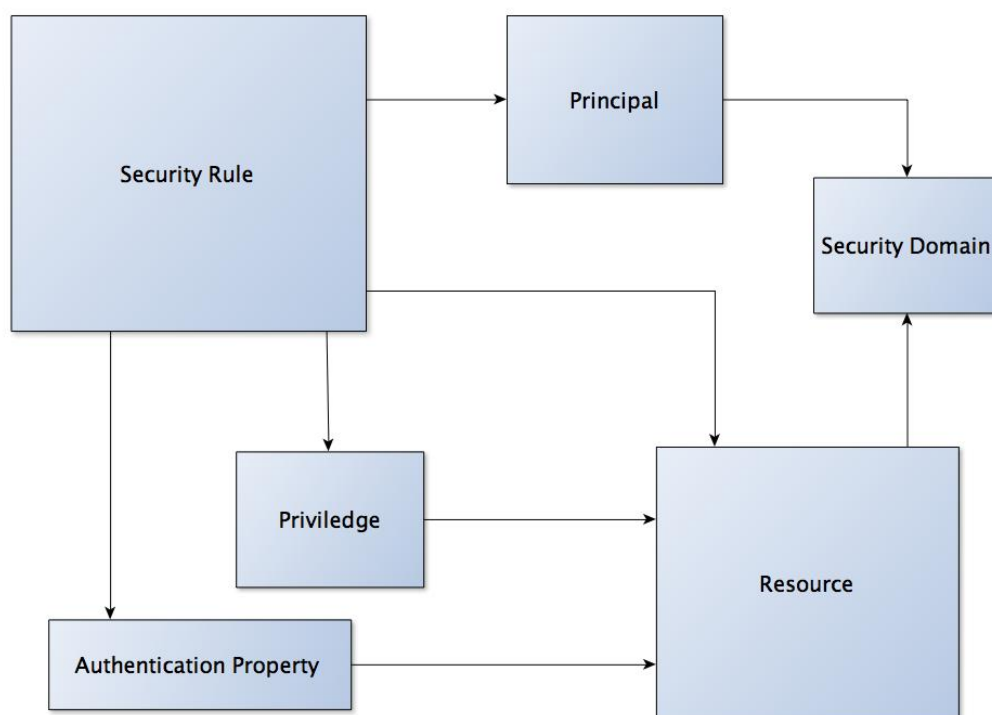 Security Rule
Principal
Security Domain
Priviledge
Resource
Authentication Property